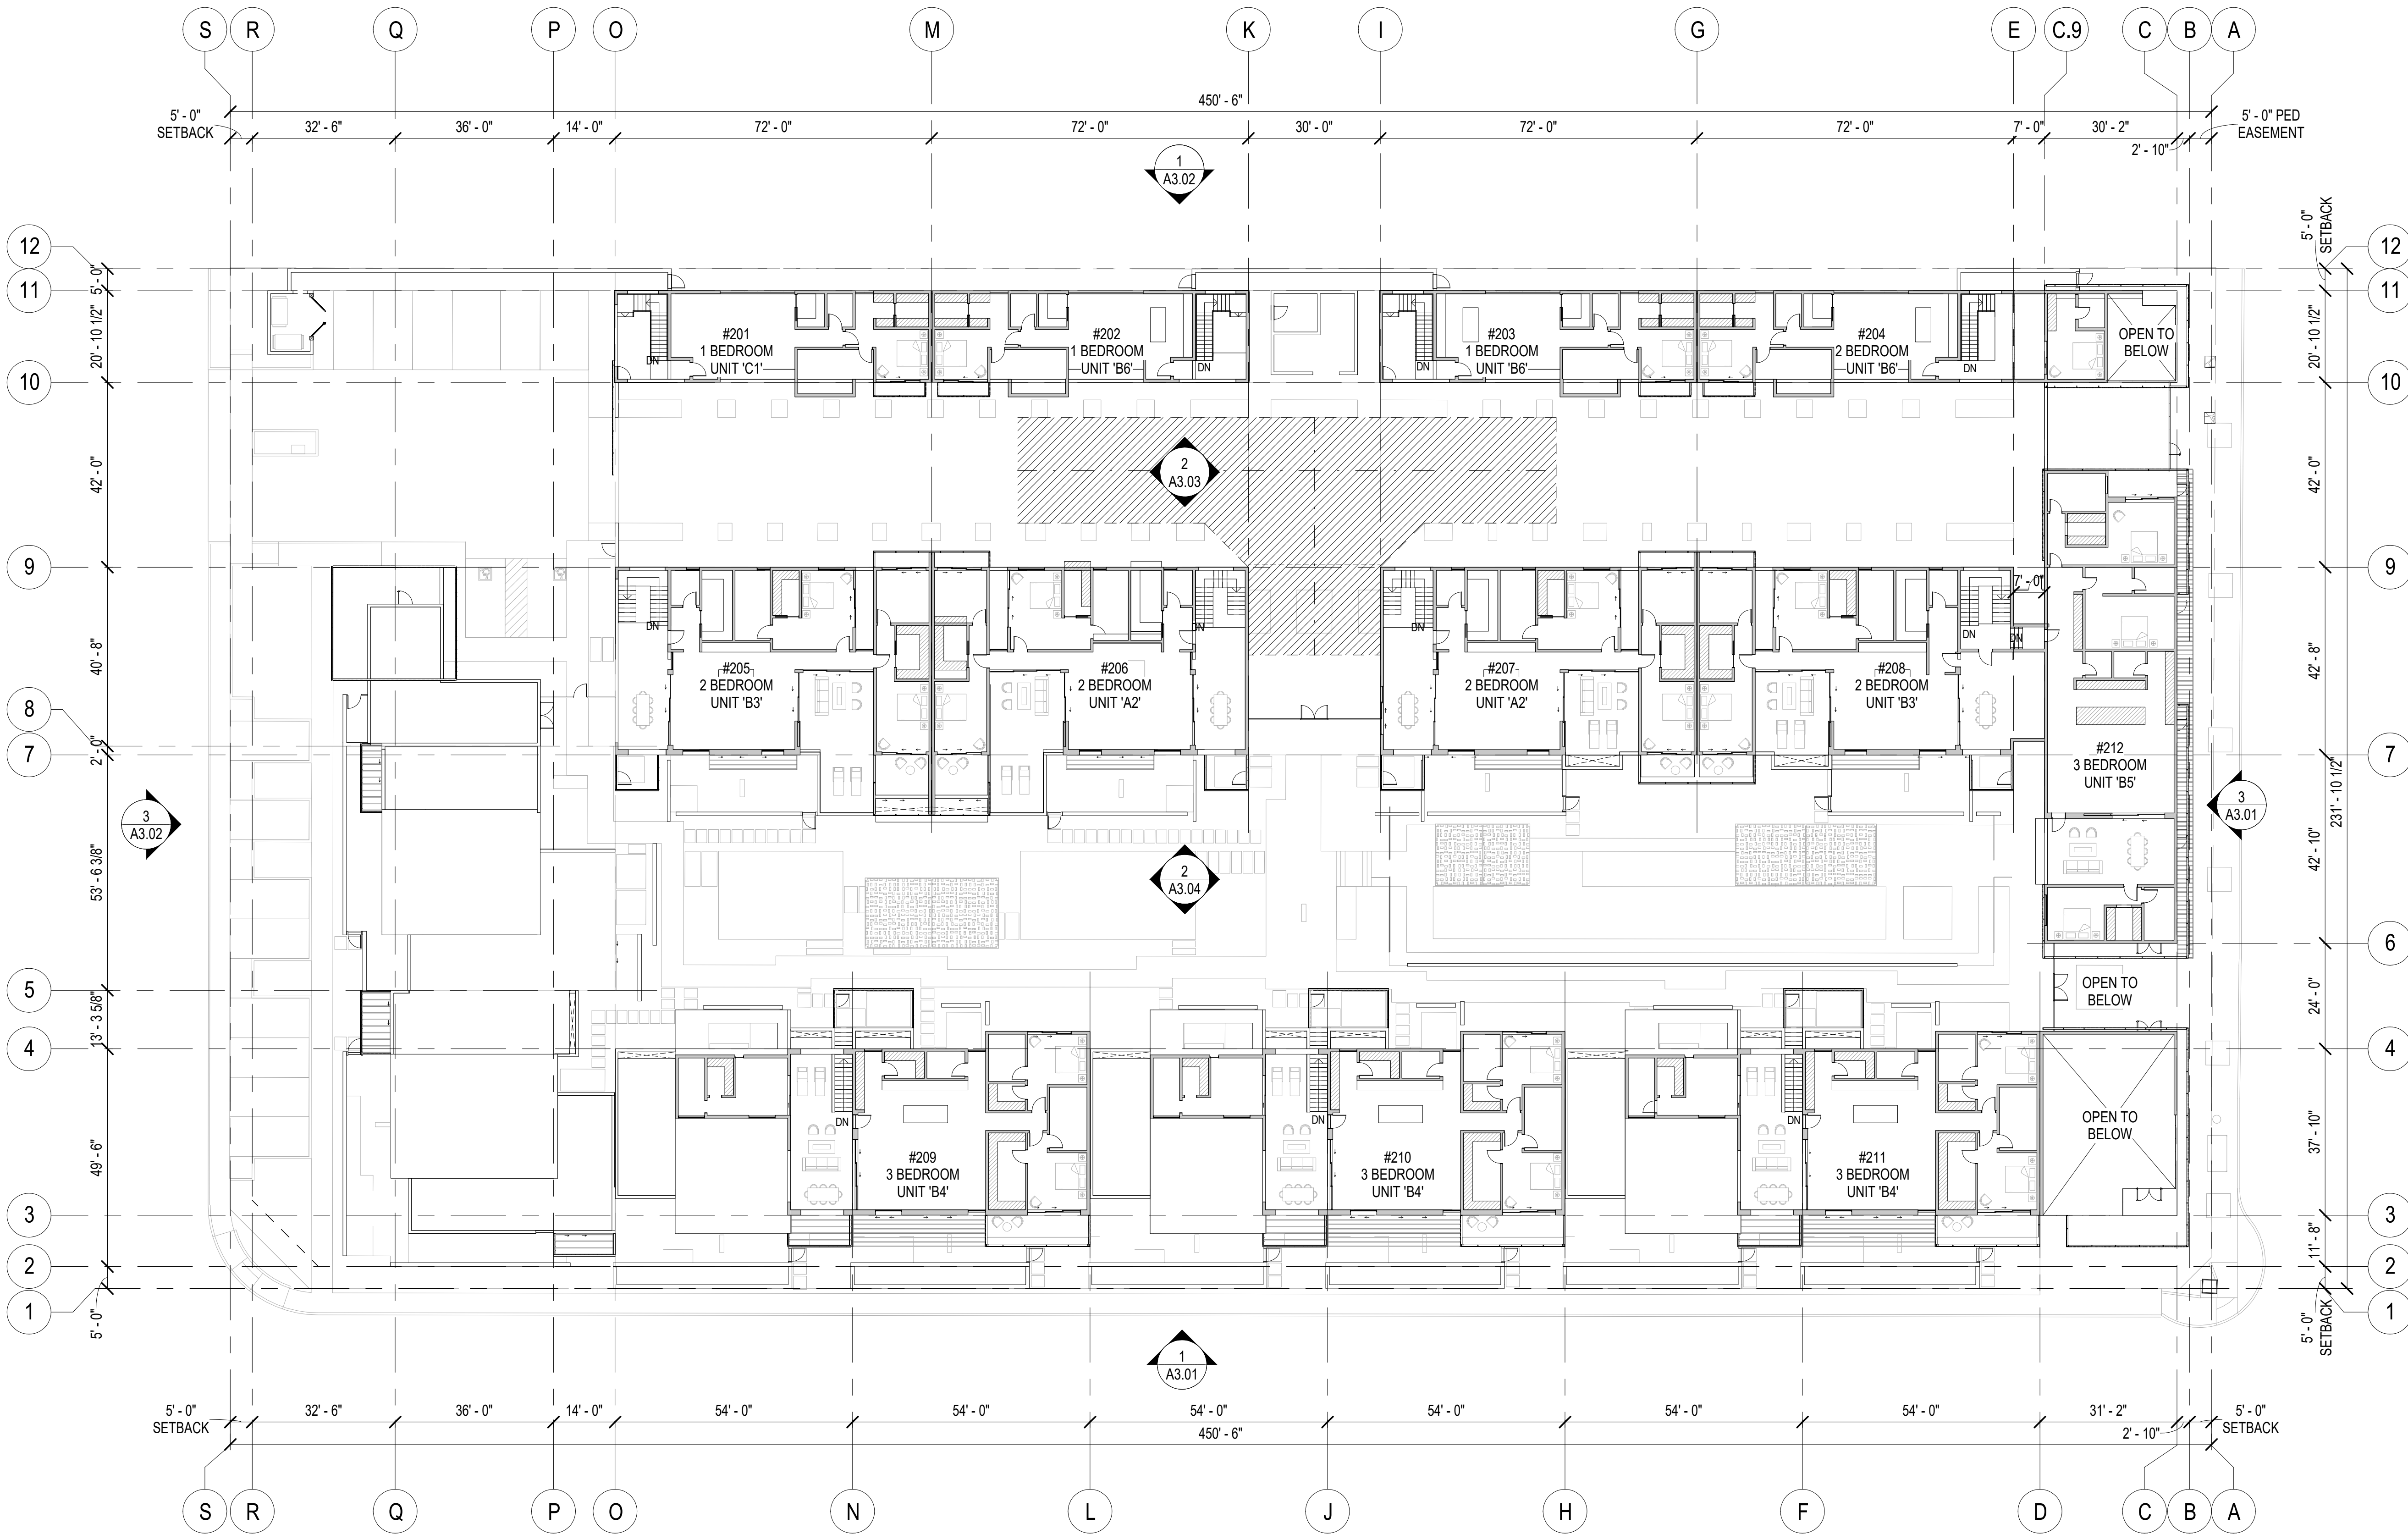 S R Q P O M K I G E C.9 C B A
450' - 6"
5' - 0"
SETBACK
32' - 6"
36' - 0"
14' - 0"
72' - 0"
72' - 0"
30' - 0"
72' - 0"
72' - 0"
7' - 0"
30' - 2"
2' - 10"
5' - 0" PED
EASEMENT
1
A3.02
5' - 0"
SETBACK
12
12
5' - 0"
11
11
20' - 10 1/2"
20' - 10 1/2"
#201
1 BEDROOM
UNIT 'C1'
DN
#202
1 BEDROOM
UNIT 'B6'
DN
#203
1 BEDROOM
UNIT 'B6'
DN
#204
2 BEDROOM
UNIT 'B6'
DN
OPEN TO
BELOW
10
10
42' - 0"
42' - 0"
2
A3.03
9
9
7' - 0"
40' - 8"
42' - 8"
DN
DN
DN
DN
DN
#205
2 BEDROOM
UNIT 'B3'
#206
2 BEDROOM
UNIT 'A2'
#207
2 BEDROOM
UNIT 'A2'
#208
2 BEDROOM
UNIT 'B3'
8
2' - 0"
7
7
#212
3 BEDROOM
UNIT 'B5'
3
A3.02
3
A3.01
231' - 10 1/2"
53' - 6 3/8"
42' - 10"
2
A3.04
6
5
OPEN TO
BELOW
24' - 0"
13' - 3 5/8"
4
4
DN
DN
DN
OPEN TO
BELOW
49' - 6"
37' - 10"
#209
3 BEDROOM
UNIT 'B4'
#210
3 BEDROOM
UNIT 'B4'
#211
3 BEDROOM
UNIT 'B4'
3
3
11' - 8"
2
2
1
1
5' - 0"
5' - 0"
SETBACK
1
A3.01
5' - 0"
SETBACK
32' - 6"
36' - 0"
14' - 0"
54' - 0"
54' - 0"
54' - 0"
54' - 0"
54' - 0"
54' - 0"
31' - 2"
2' - 10"
5' - 0"
SETBACK
450' - 6"
S R Q P O N L J H F D C B A